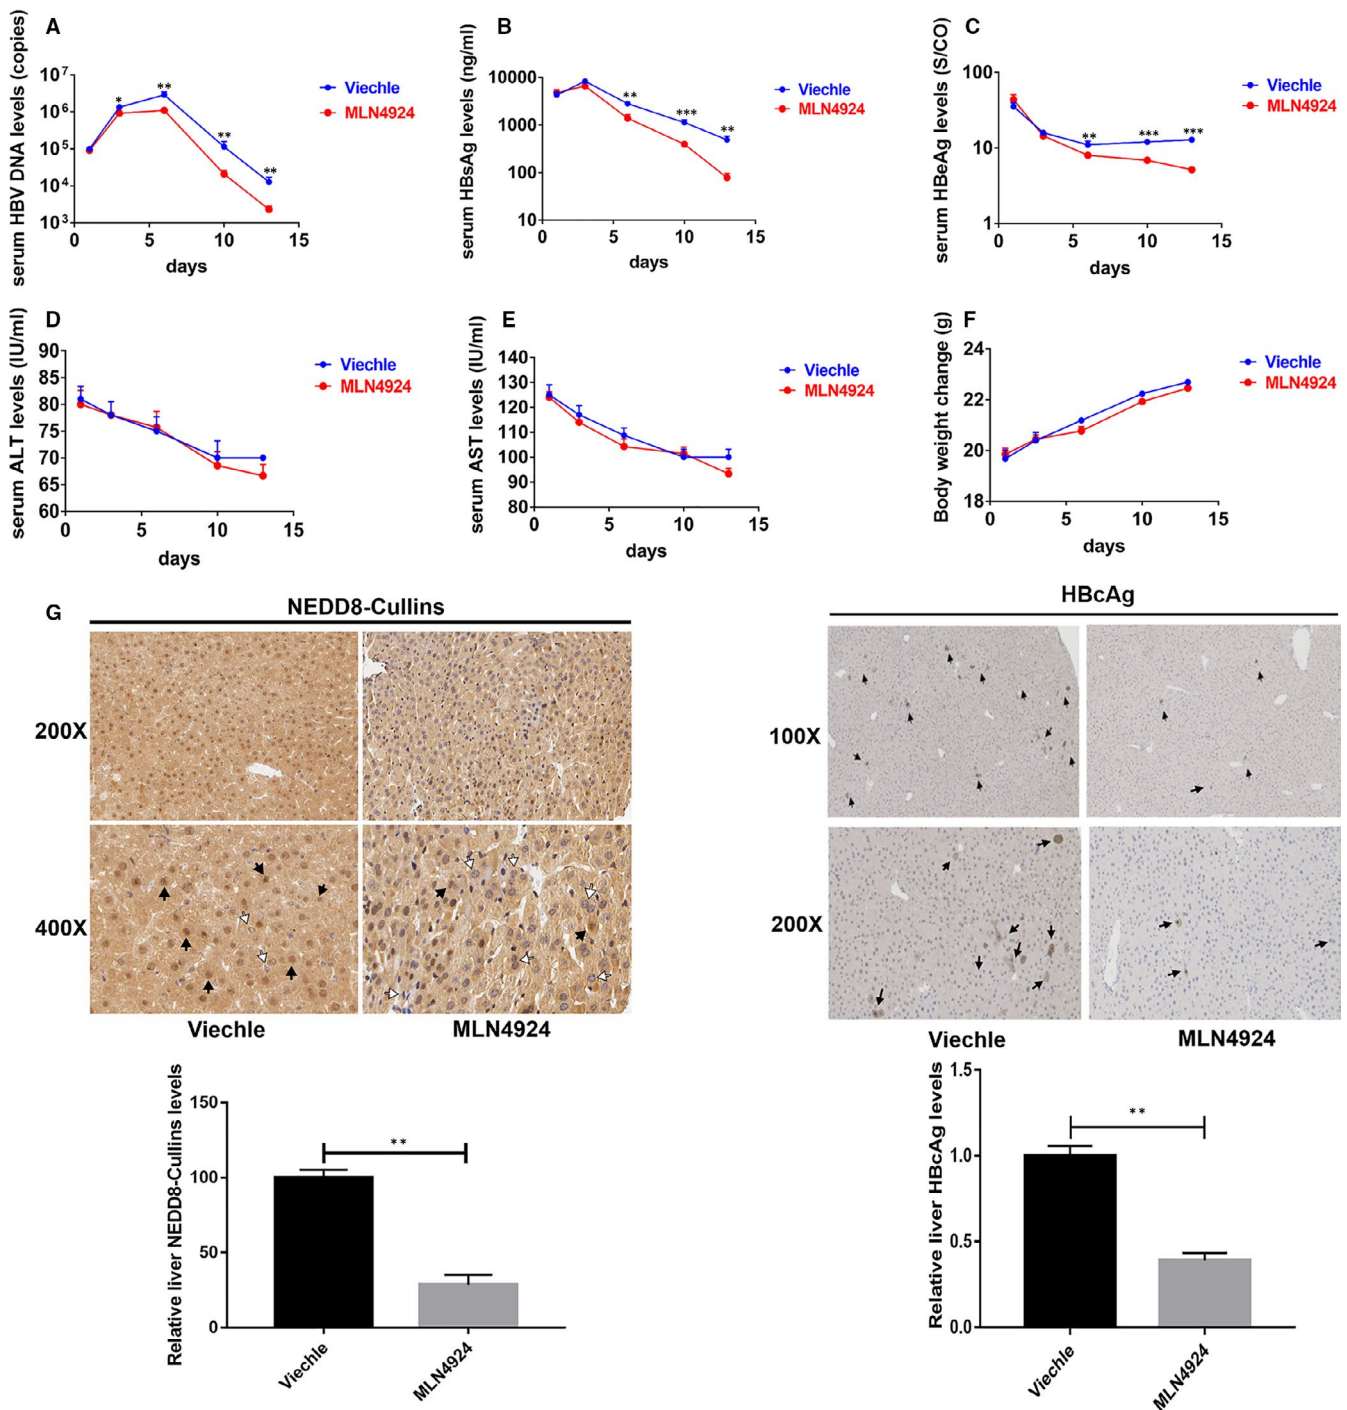 A
serum HBV DNA levels (copies)
10⁷
10⁶
10⁵
10⁴
10³
0 5 10 15
days
* ** ** **
Viechle
MLN4924
B
serum HBsAg levels (ng/ml)
10000
1000
100
10
0 5 10 15
days
** *** **
Viechle
MLN4924
C
serum HBeAg levels (S/CO)
100
10
1
0 5 10 15
days
** *** ***
Viechle
MLN4924
D
serum ALT levels (IU/ml)
90
85
80
75
70
65
60
0 5 10 15
days
Viechle
MLN4924
E
serum AST levels (IU/ml)
140
130
120
110
100
90
80
0 5 10 15
days
Viechle
MLN4924
F
Body weight change (g)
24
22
20
18
0 5 10 15
days
Viechle
MLN4924
G
NEDD8-Cullins
200X
400X
Viechle MLN4924
HBcAg
100X
200X
Viechle MLN4924
Relative liver NEDD8-Cullins levels
150
100
50
0
**
Viechle MLN4924
Relative liver HBcAg levels
1.5
1.0
0.5
0.0
**
Viechle MLN4924